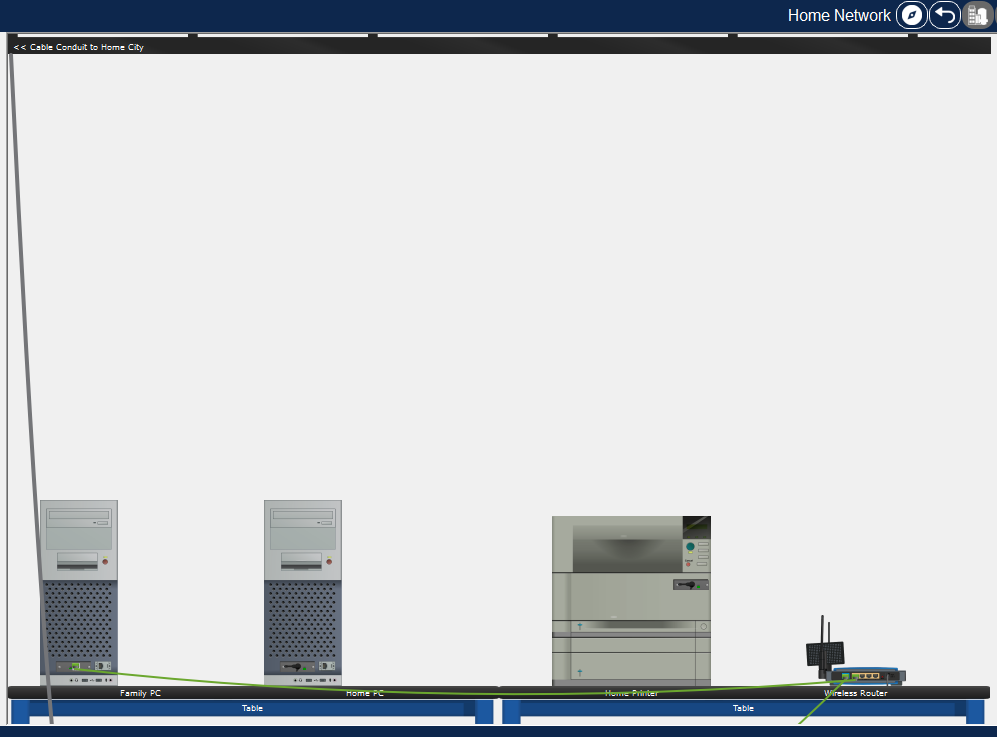 Home Network
<< Cable Conduit to Home City
Family PC
Home PC
Home Printer
Wireless Router
Table
Table